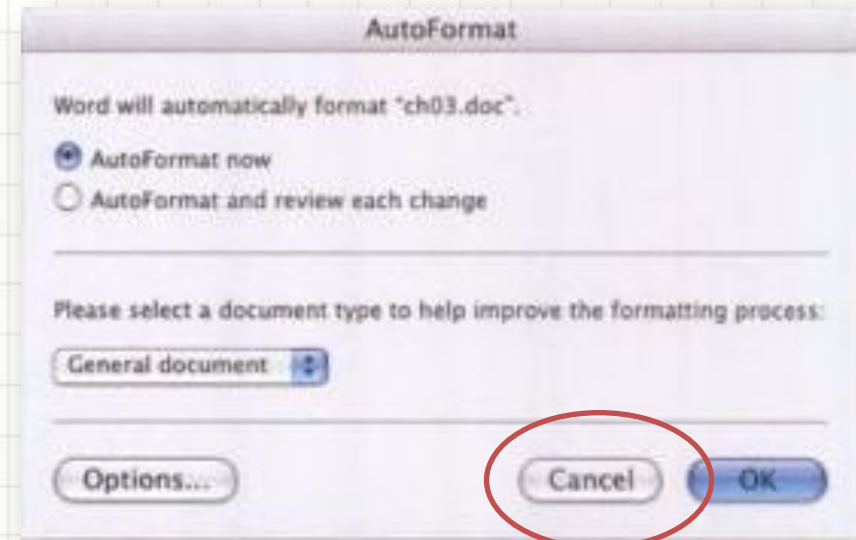 AutoFormat
Word will automatically format "ch03.doc".
AutoFormat now
AutoFormat and review each change
Please select a document type to help improve the formatting process:
General document
Options... Cancel OK